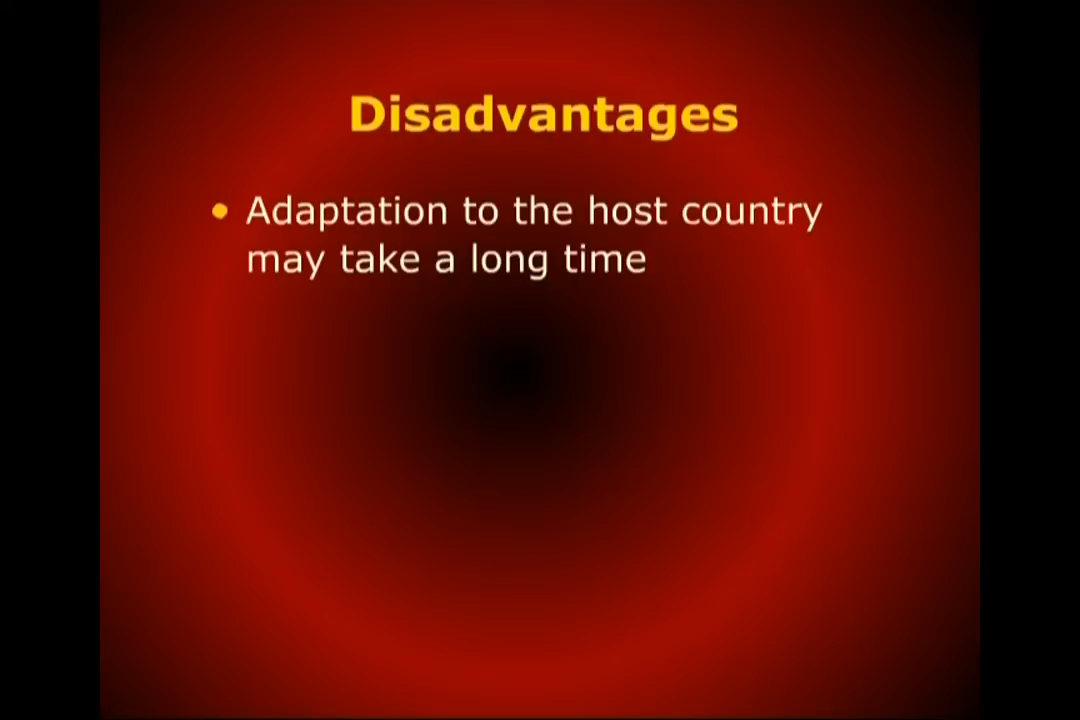 Disadvantages
• Adaptation to the host country
may take a long time